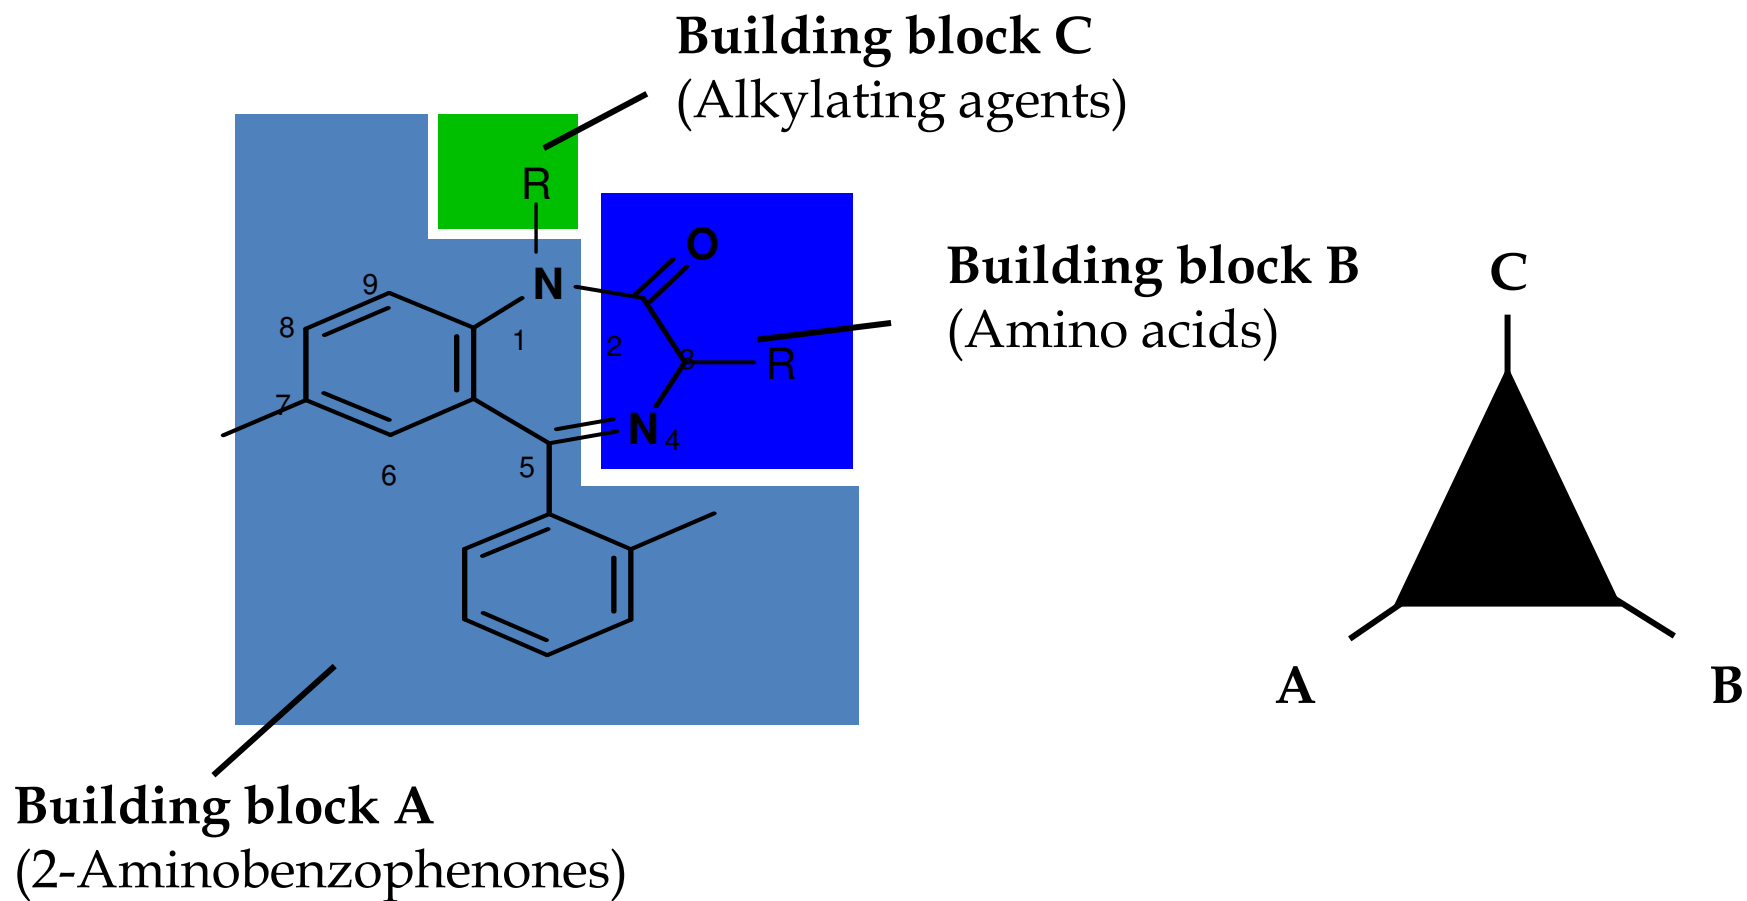 Building block C
(Alkylating agents)
R
O
Building block B
(Amino acids)
C
N
9
8
1
2
3
R
7
N
4
5
6
A
B
Building block A
(2-Aminobenzophenones)